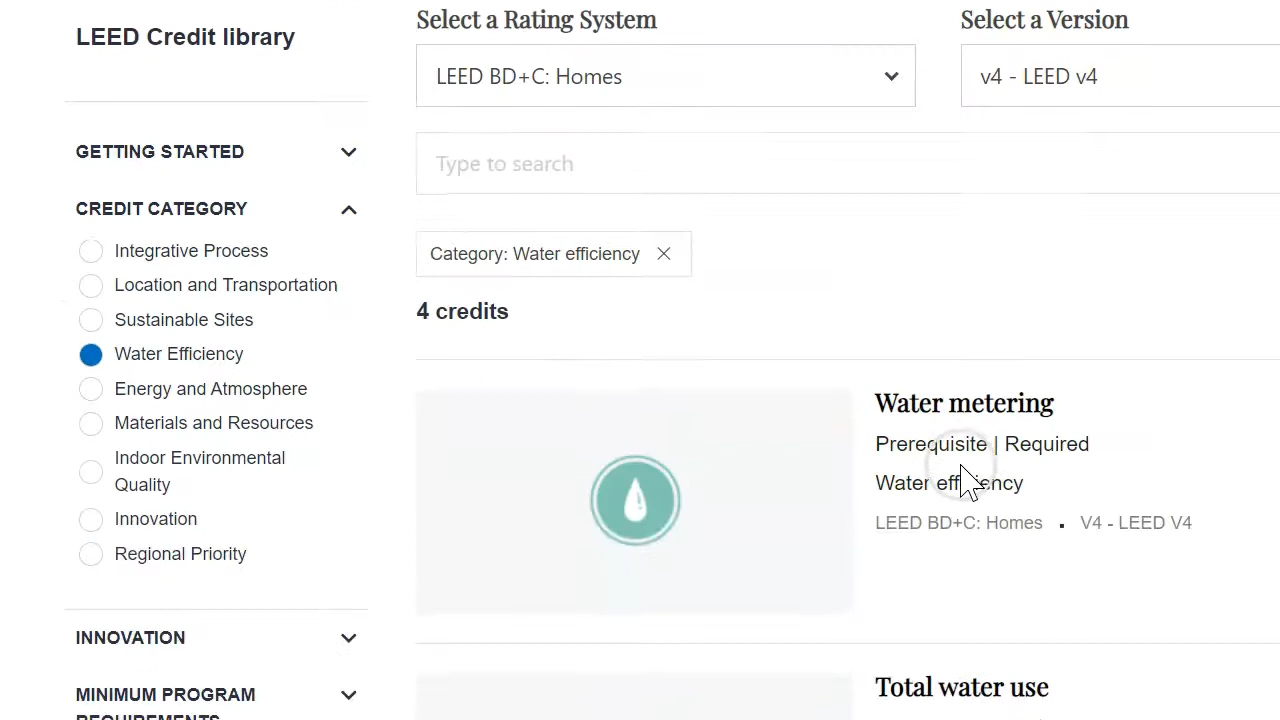 LEED Credit library
GETTING STARTED
CREDIT CATEGORY
Integrative Process
Location and Transportation
Sustainable Sites
Water Efficiency
Energy and Atmosphere
Materials and Resources
Indoor Environmental
Quality
Innovation
Regional Priority
INNOVATION
MINIMUM PROGRAM
REQUIREMENTS
Select a Rating System
LEED BD+C: Homes
Select a Version
v4 - LEED v4
Type to search
Category: Water efficiency
4 credits
Water metering
Prerequisite | Required
Water efficiency
LEED BD+C: Homes ▪ V4 - LEED V4
Total water use